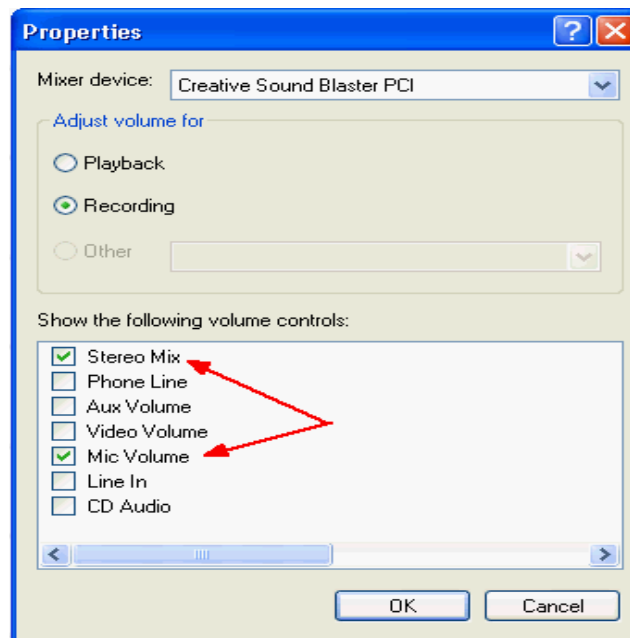 Properties
Mixer device: Creative Sound Blaster PCI
Adjust volume for
Playback
Recording
Other
Show the following volume controls:
Stereo Mix
Phone Line
Aux Volume
Video Volume
Mic Volume
Line In
CD Audio
OK Cancel